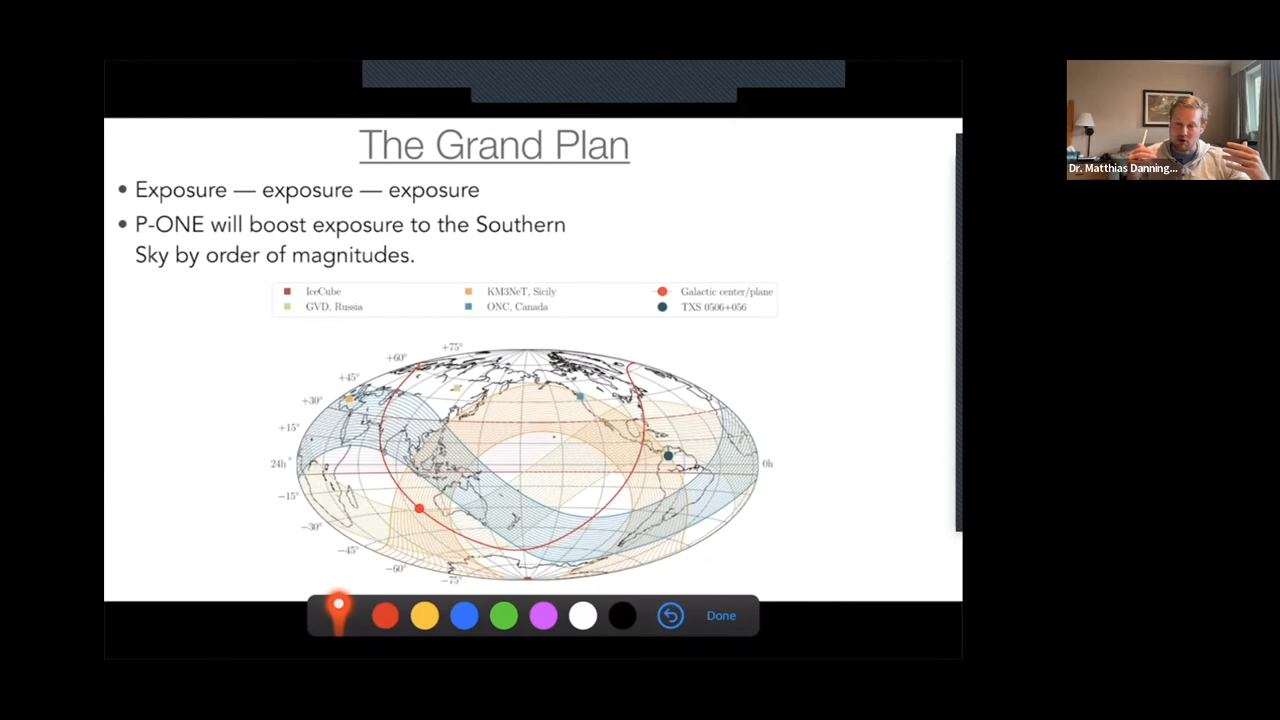 The Grand Plan
• Exposure — exposure — exposure
• P-ONE will boost exposure to the Southern
Sky by order of magnitudes.
IceCube
KM3NeT, Sicily
Galactic center/plane
GVD, Russia
ONC, Canada
TXS 0506+056
+75°
+60°
+45°
+30°
+15°
24h
0h
−15°
−30°
−45°
−60°
−75°
Done
Dr. Matthias Danning...